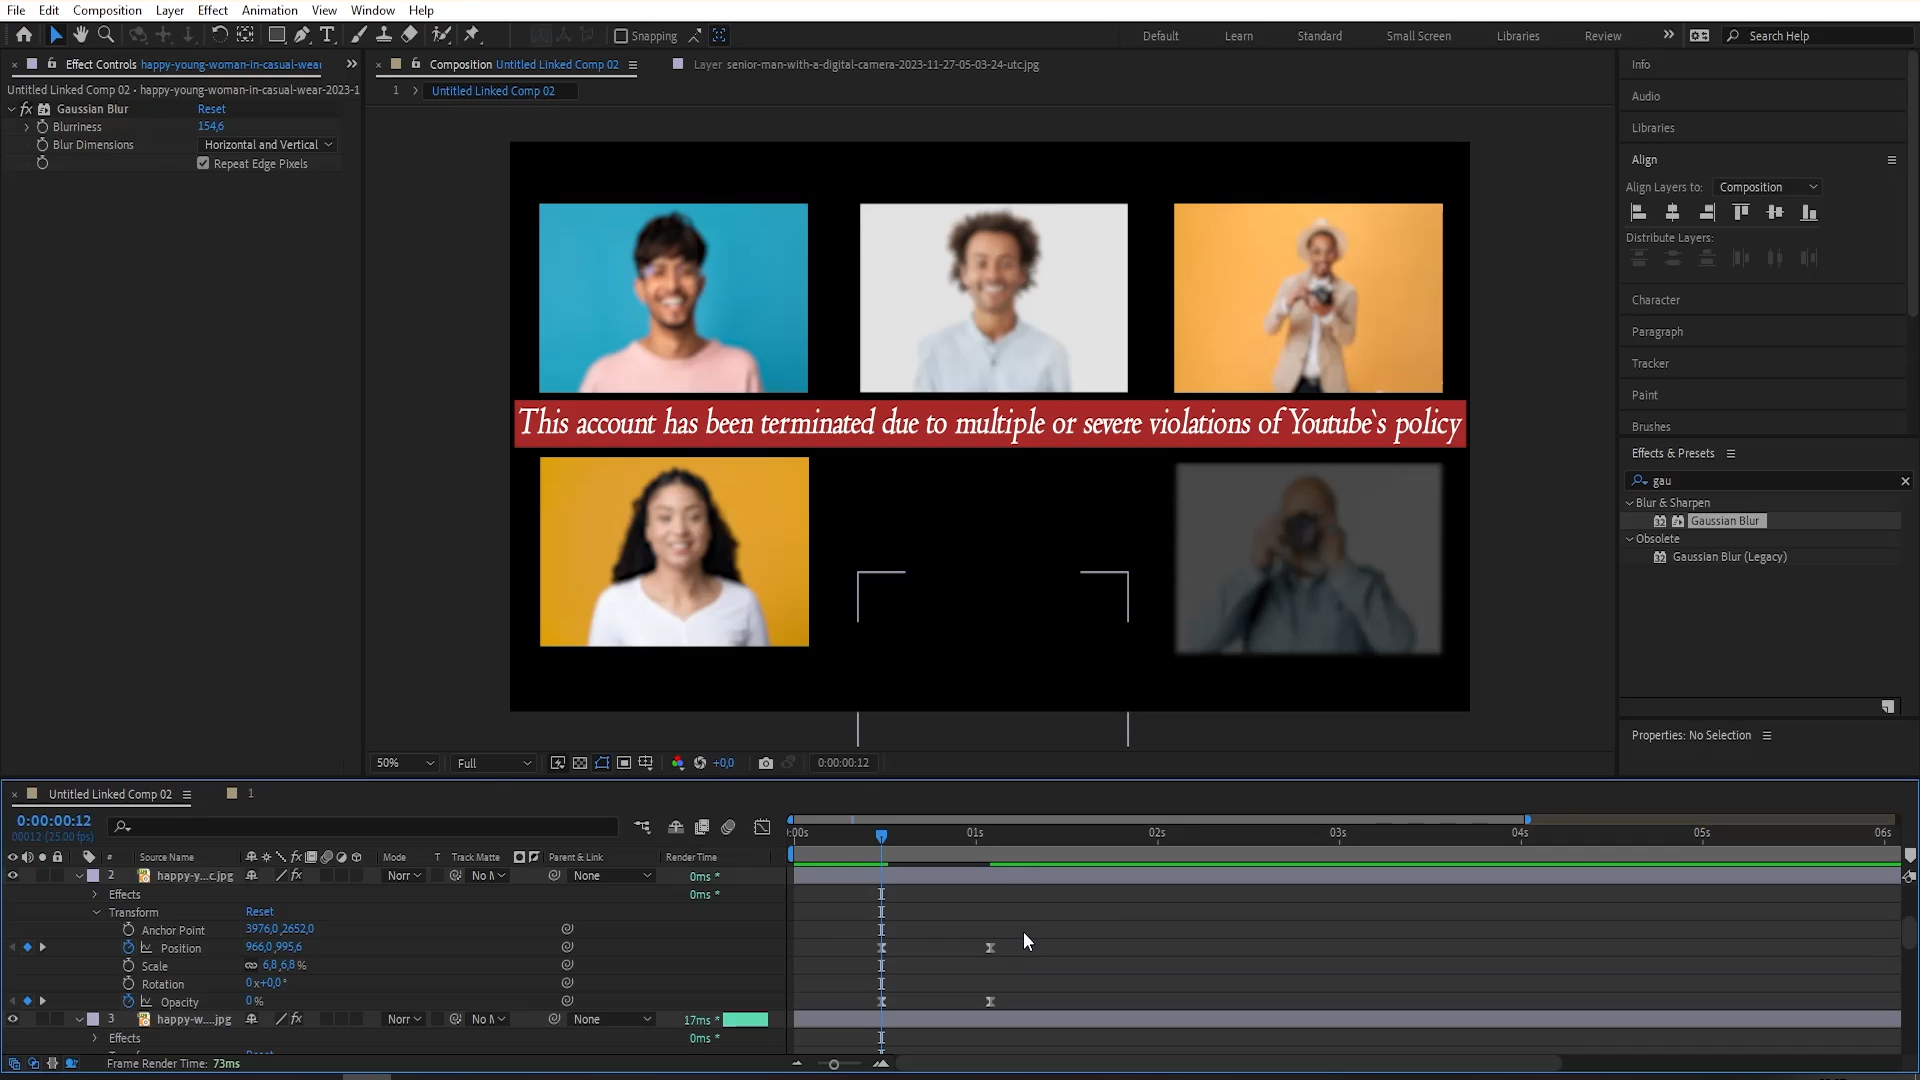 File Edit Composition Layer Effect Animation View Window Help
Snapping Default Learn Standard Small Screen Libraries Review Search Help
Effect Controls happy-young-woman-in-casual-wear
Composition Untitled Linked Comp 02
Layer senior-man-with-a-digital-camera-2023-11-27-05-03-24-utc.jpg
Info
Untitled Linked Comp 02 • happy-young-woman-in-casual-wear-2023-1
1 Untitled Linked Comp 02
Audio
fx Gaussian Blur Reset
Blurriness 154,6
Blur Dimensions Horizontal and Vertical
Repeat Edge Pixels
Libraries
Align
Align Layers to: Composition
Distribute Layers:
Character
Paragraph
Tracker
Paint
Brushes
This account has been terminated due to multiple or severe violations of Youtube`s policy
Effects & Presets
gau
Blur & Sharpen
32 Gaussian Blur
Obsolete
32 Gaussian Blur (Legacy)
Properties: No Selection
50% Full +0,0 0:00:00:12
Untitled Linked Comp 02 1
0:00:00:12
00012 (25.00 fps)
:00s 01s 02s 03s 04s 05s 06s
# Source Name fx Mode T Track Matte Parent & Link Render Time
2 happy-y...c.jpg fx Norr No M None 0ms *
Effects 0ms *
Transform Reset
Anchor Point 3976,0,2652,0
Position 966,0,995,6
Scale 6,8,6,8 %
Rotation 0x+0,0°
Opacity 0 %
3 happy-w....jpg fx Norr No M None 17ms *
Effects 0ms *
Frame Render Time: 73ms